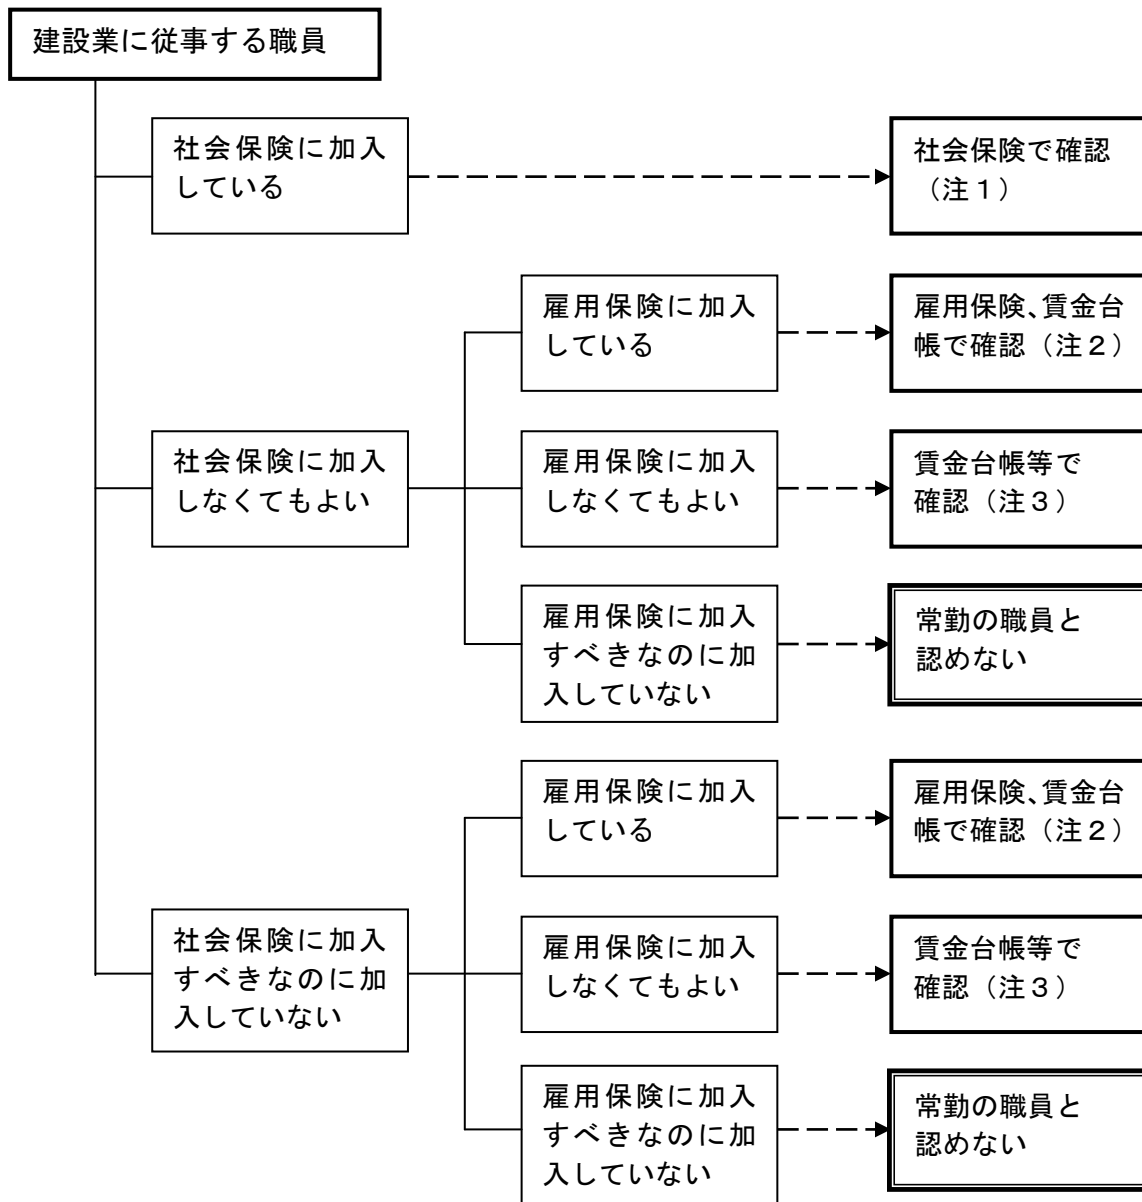 建設業に従事する職員
社会保険に加入
している
社会保険で確認
（注１）
雇用保険に加入
している
雇用保険、賃金台
帳で確認（注２）
社会保険に加入
しなくてもよい
雇用保険に加入
しなくてもよい
賃金台帳等で
確認（注３）
雇用保険に加入
すべきなのに加
入していない
常勤の職員と
認めない
雇用保険に加入
している
雇用保険、賃金台
帳で確認（注２）
社会保険に加入
すべきなのに加
入していない
雇用保険に加入
しなくてもよい
賃金台帳等で
確認（注３）
雇用保険に加入
すべきなのに加
入していない
常勤の職員と
認めない